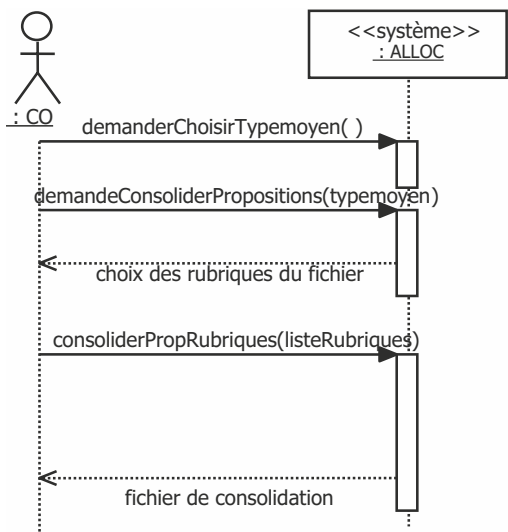 <<système>>
: ALLOC
: CO
demanderChoisirTypemoyen( )
demandeConsoliderPropositions(typemoyen)
choix des rubriques du fichier
consoliderPropRubriques(listeRubriques)
fichier de consolidation